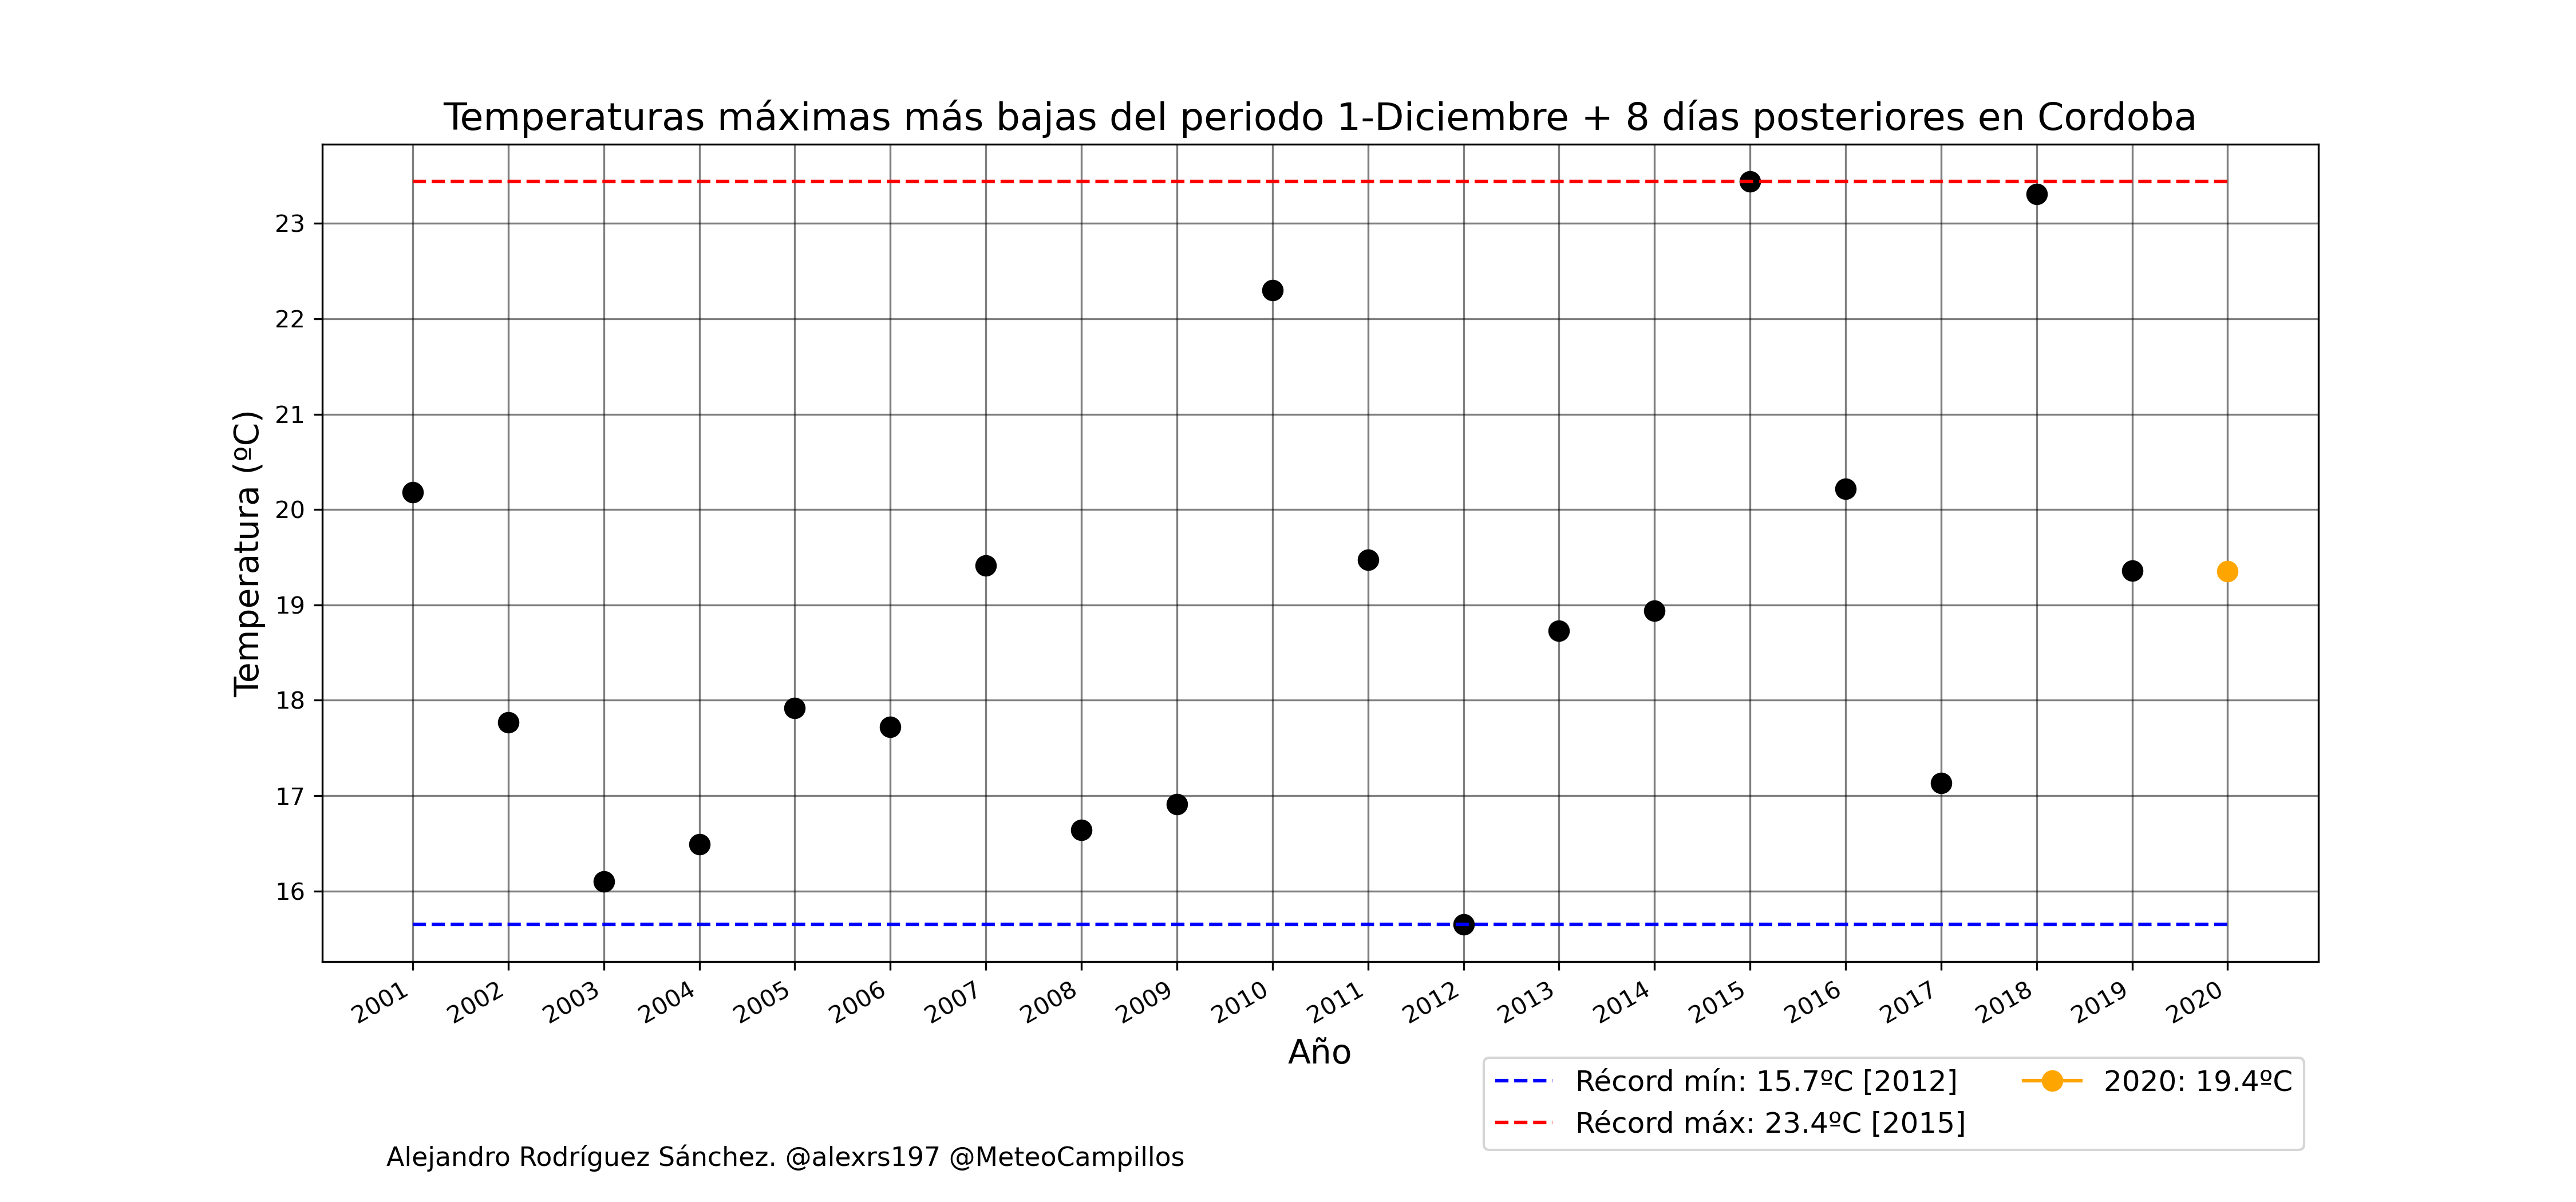 Temperaturas máximas más bajas del periodo 1-Diciembre + 8 días posteriores en Cordoba
Temperatura (ºC)
23
22
21
20
19
18
17
16
2001 2002 2003 2004 2005 2006 2007 2008 2009 2010 2011 2012 2013 2014 2015 2016 2017 2018 2019 2020
Año
Récord mín: 15.7ºC [2012]
Récord máx: 23.4ºC [2015]
2020: 19.4ºC
Alejandro Rodríguez Sánchez. @alexrs197 @MeteoCampillos